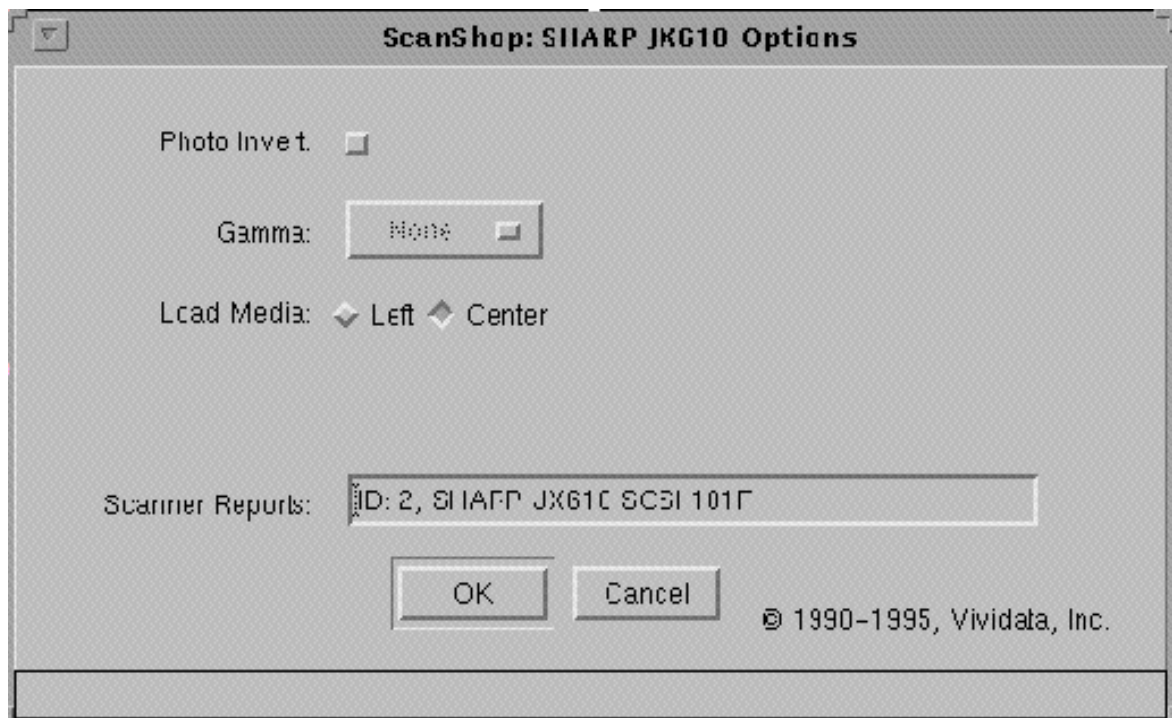 ScanShop: SHARP JX610 Options
Photo Invert:
Gamma: None
Load Media: Left Center
Scanner Reports: ID: 2, SHARP JX610 SCSI
OK Cancel
© 1990-1995, Vividata, Inc.